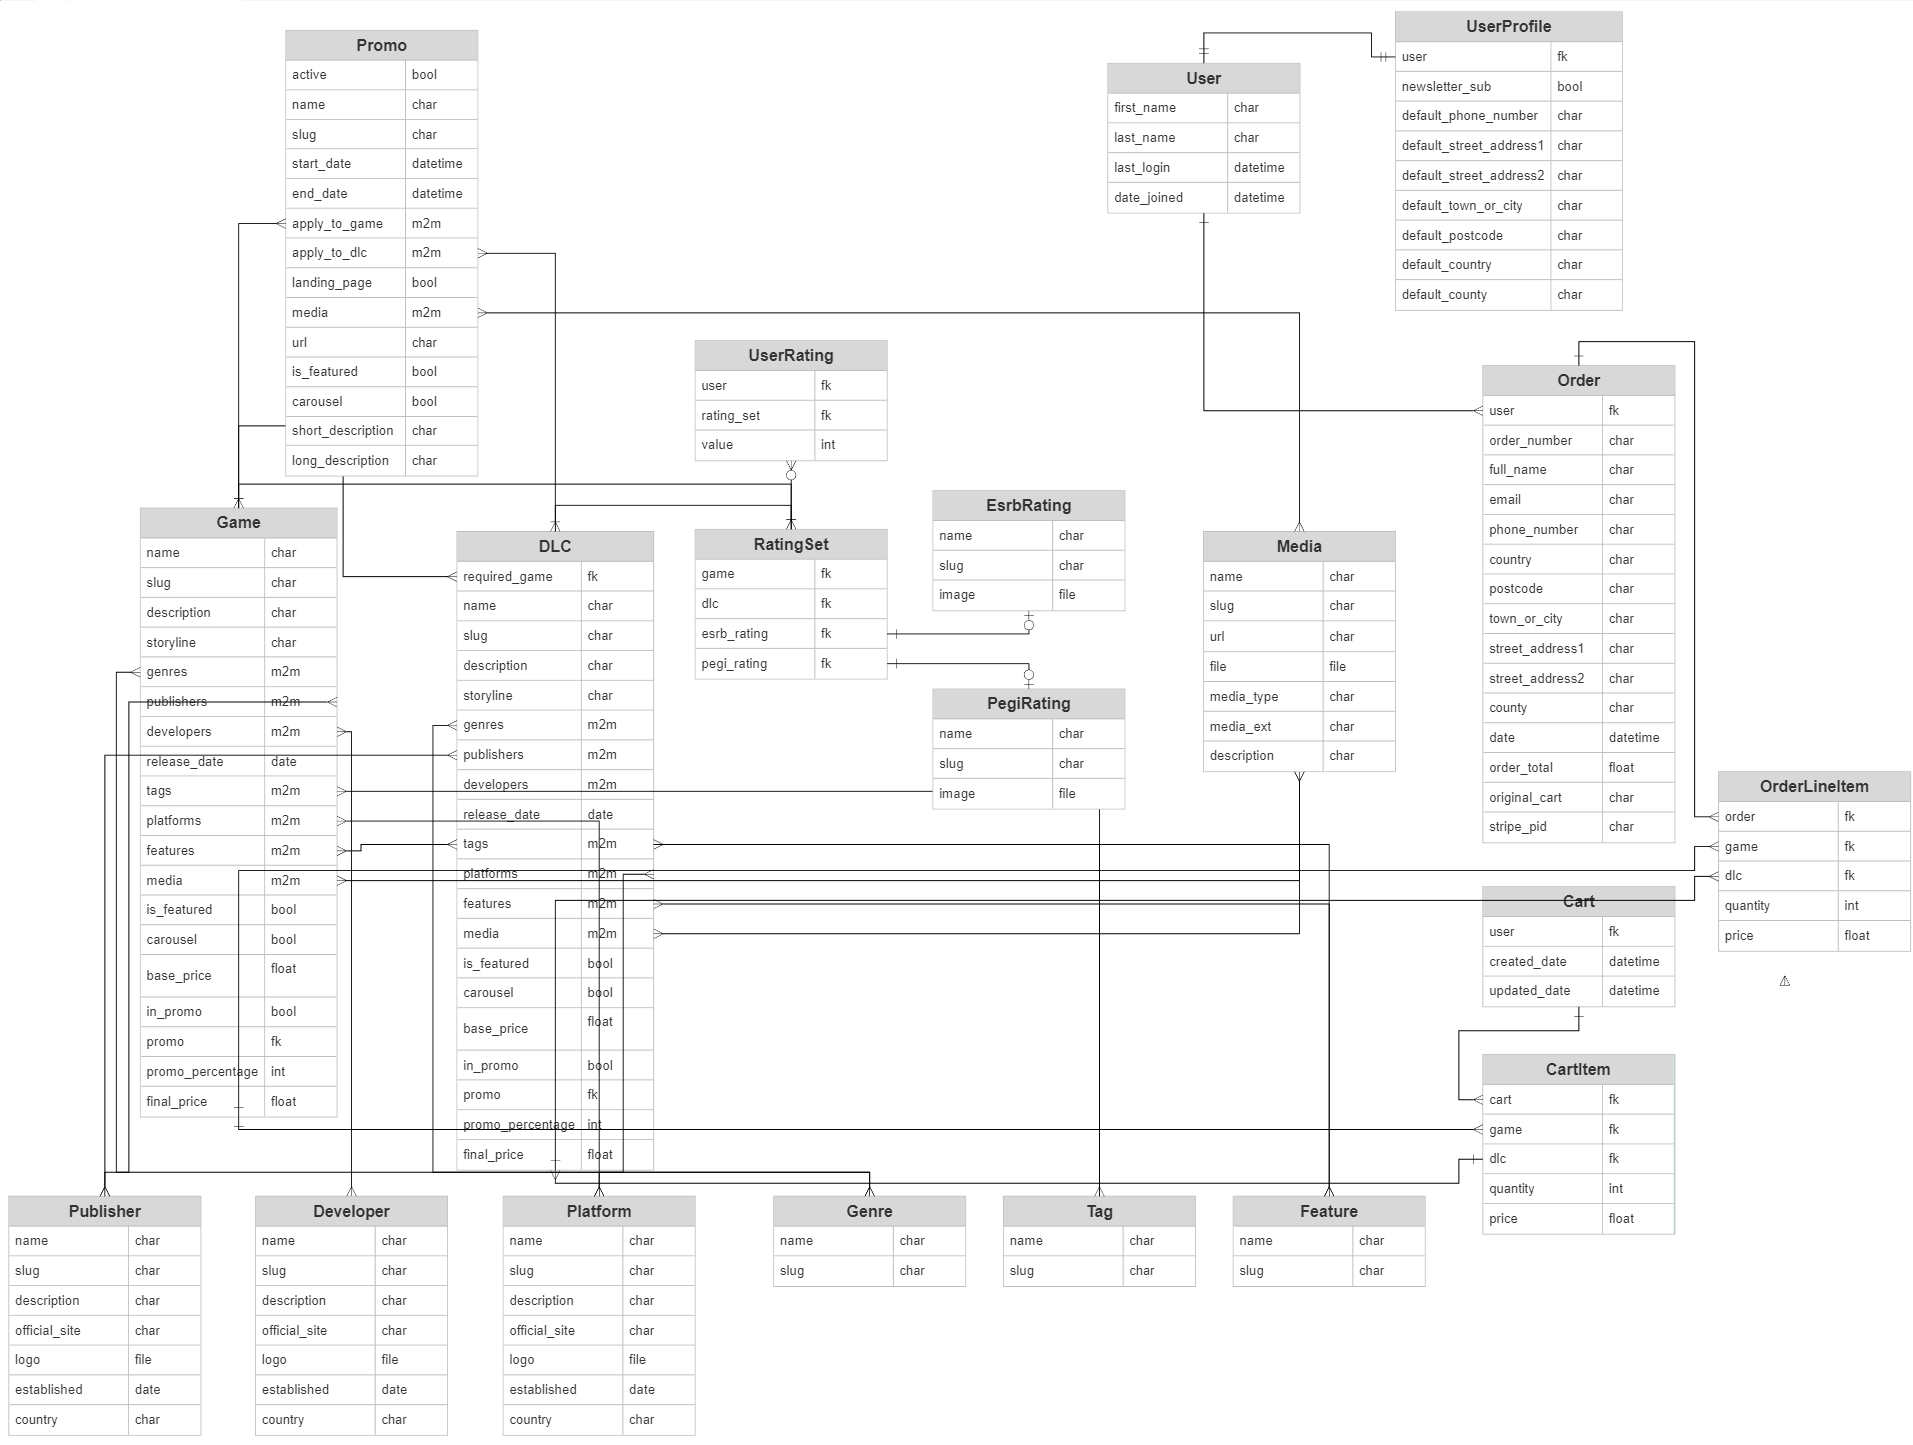 Promo
active bool
name char
slug char
start_date datetime
end_date datetime
apply_to_game m2m
apply_to_dlc m2m
landing_page bool
media m2m
url char
is_featured bool
carousel bool
short_description char
long_description char
User
first_name char
last_name char
last_login datetime
date_joined datetime
UserProfile
user fk
newsletter_sub bool
default_phone_number char
default_street_address1 char
default_street_address2 char
default_town_or_city char
default_postcode char
default_country char
default_county char
UserRating
user fk
rating_set fk
value int
Game
name char
slug char
description char
storyline char
genres m2m
publishers m2m
developers m2m
release_date date
tags m2m
platforms m2m
features m2m
media m2m
is_featured bool
carousel bool
base_price float
in_promo bool
promo fk
promo_percentage int
final_price float
DLC
required_game fk
name char
slug char
description char
storyline char
genres m2m
publishers m2m
developers m2m
release_date date
tags m2m
platforms m2m
features m2m
media m2m
is_featured bool
carousel bool
base_price float
in_promo bool
promo fk
promo_percentage int
final_price float
RatingSet
game fk
dlc fk
esrb_rating fk
pegi_rating fk
EsrbRating
name char
slug char
image file
PegiRating
name char
slug char
image file
Media
name char
slug char
url char
file file
media_type char
media_ext char
description char
Order
user fk
order_number char
full_name char
email char
phone_number char
country char
postcode char
town_or_city char
street_address1 char
street_address2 char
county char
date datetime
order_total float
original_cart char
stripe_pid char
OrderLineItem
order fk
game fk
dlc fk
quantity int
price float
Cart
user fk
created_date datetime
updated_date datetime
CartItem
cart fk
game fk
dlc fk
quantity int
price float
Publisher
name char
slug char
description char
official_site char
logo file
established date
country char
Developer
name char
slug char
description char
official_site char
logo file
established date
country char
Platform
name char
slug char
description char
official_site char
logo file
established date
country char
Genre
name char
slug char
Tag
name char
slug char
Feature
name char
slug char